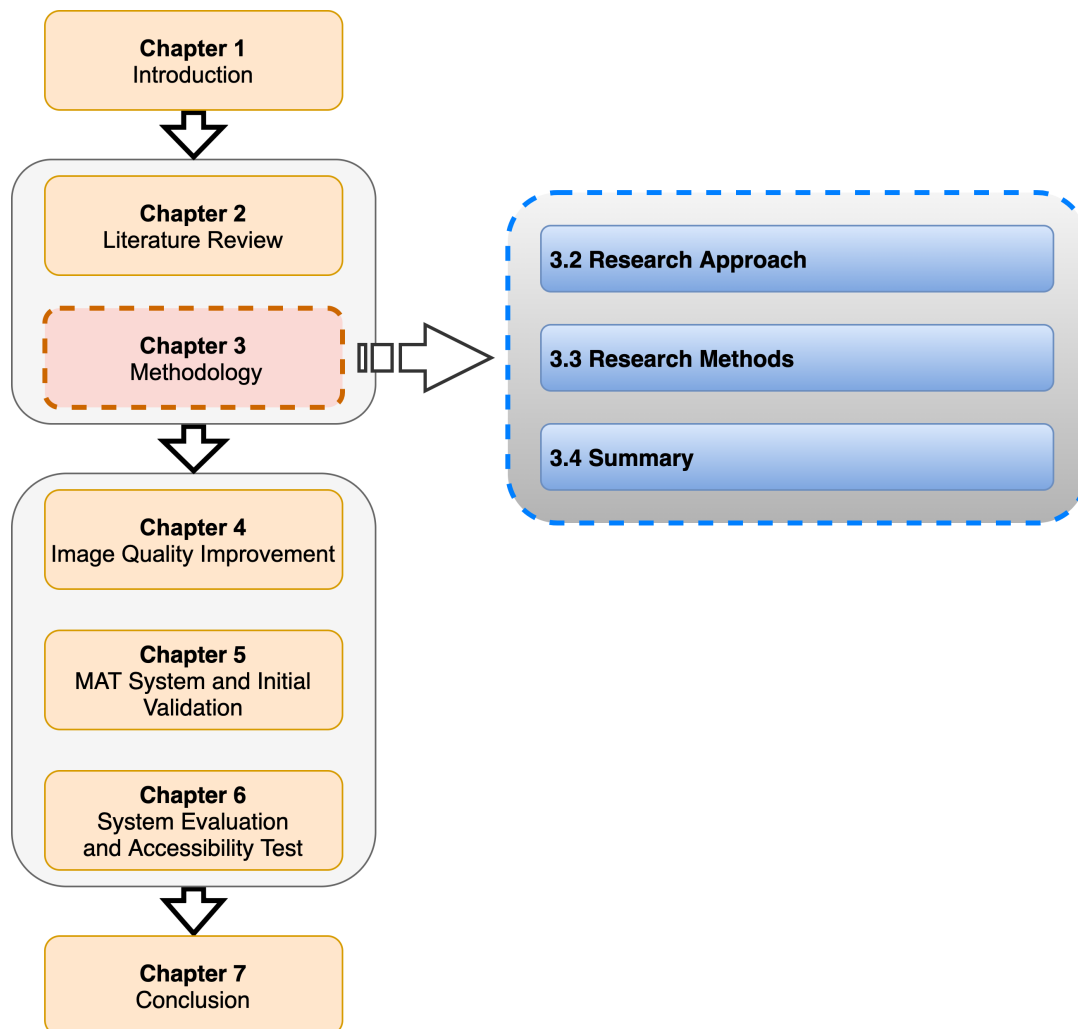 Chapter 1
Introduction
Chapter 2
Literature Review
Chapter 3
Methodology
3.2 Research Approach
3.3 Research Methods
3.4 Summary
Chapter 4
Image Quality Improvement
Chapter 5
MAT System and Initial
Validation
Chapter 6
System Evaluation
and Accessibility Test
Chapter 7
Conclusion